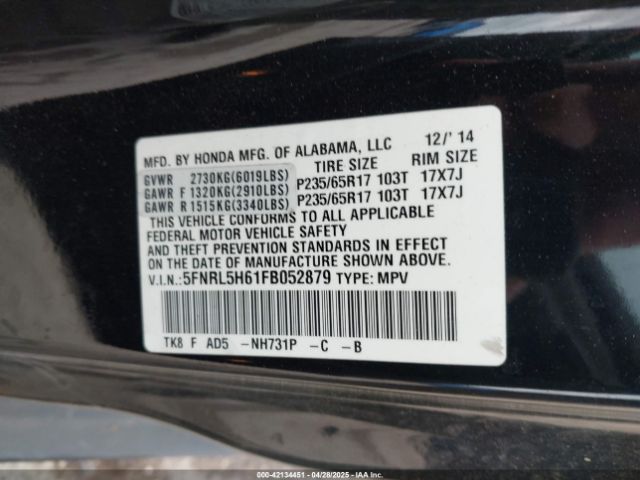 MFD. BY HONDA MFG. OF ALABAMA, LLC 12/'14
TIRE SIZE RIM SIZE
GVWR 2730KG(6019LBS)
GAWR F 1320KG(2910LBS) P235/65R17 103T 17X7J
GAWR R 1515KG(3340LBS) P235/65R17 103T 17X7J
THIS VEHICLE CONFORMS TO ALL APPLICABLE
FEDERAL MOTOR VEHICLE SAFETY
AND THEFT PREVENTION STANDARDS IN EFFECT
ON THE DATE OF MANUFACTURE SHOWN ABOVE.
V.I.N.:5FNRL5H61FB052879 TYPE: MPV
TK8 F AD5 -NH731P -C -B
000-42134451 | 04/28/2025 - IAAI.COM